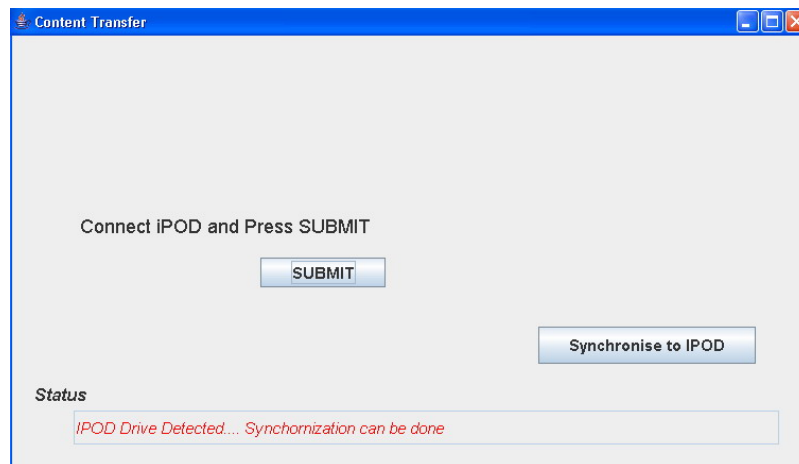 Content Transfer
Connect iPOD and Press SUBMIT
SUBMIT
Synchronise to IPOD
Status
IPOD Drive Detected.... Synchornization can be done